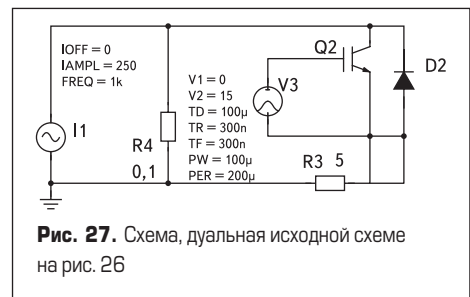 IOFF = 0
IAMPL = 250
FREQ = 1k
I1
R4
0,1
V1 = 0
V2 = 15
TD = 100µ
TR = 300n
TF = 300n
PW = 100µ
PER = 200µ
V3
Q2
D2
R3 5
Рис. 27. Схема, дуальная исходной схеме
на рис. 26